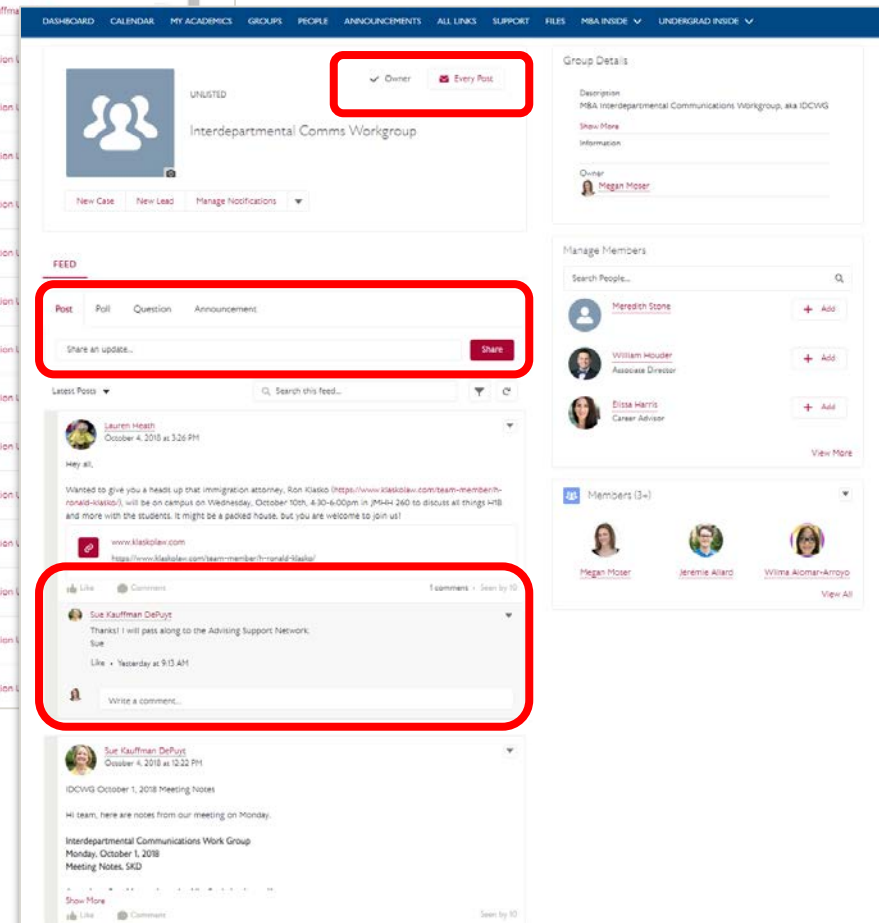 DASHBOARD CALENDAR MY ACADEMICS GROUPS PEOPLE ANNOUNCEMENTS ALL LINKS SUPPORT FILES MBA INSIDE UNDERGRAD INSIDE
UNLISTED
Owner
Every Post
Interdepartmental Comms Workgroup
New Case New Lead Manage Notifications
FEED
Post Poll Question Announcement
Share an update...
Share
Latest Posts
Search this feed...
Lauren Heath
October 4, 2018 at 3:26 PM
Hey all,
Wanted to give you a heads up that immigration attorney, Ron Klasko (https://www.klaskolaw.com/team-member/h-
ronald-klasko/), will be on campus on Wednesday, October 10th, 4:30-6:00pm in JMHH 260 to discuss all things H1B
and more with the students. It might be a packed house, but you are welcome to join us!
www.klaskolaw.com
https://www.klaskolaw.com/team-member/h-ronald-klasko/
Like Comment 1 comment • Seen by 10
Sue Kauffman DePuyt
Thanks! I will pass along to the Advising Support Network.
Sue
Like • Yesterday at 9:13 AM
Write a comment...
Sue Kauffman DePuyt
October 4, 2018 at 12:22 PM
IDCWG October 1, 2018 Meeting Notes
Hi team, here are notes from our meeting on Monday.
Interdepartmental Communications Work Group
Monday, October 1, 2018
Meeting Notes, SKD
Show More
Like Comment Seen by 10
Group Details
Description
MBA Interdepartmental Communications Workgroup, aka IDCWG
Show More
Information
Owner
Megan Moser
Manage Members
Search People...
Meredith Stone
+ Add
William Houder
Associate Director
+ Add
Elissa Harris
Career Advisor
+ Add
View More
Members (3+)
Megan Moser Jeremie Allard Wilma Alomar-Arroyo
View All